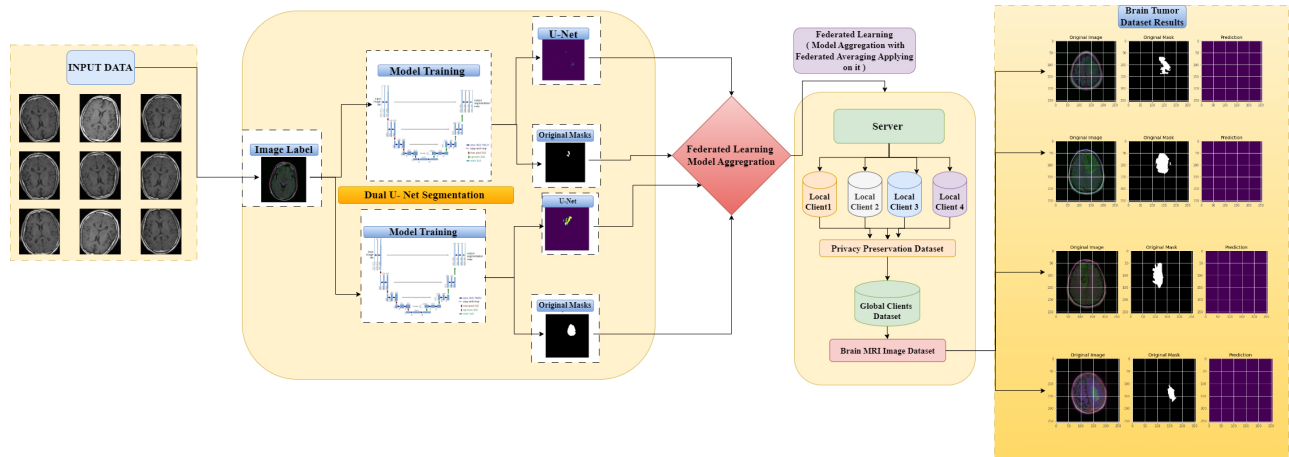 INPUT DATA
Image Label
Model Training
Dual U- Net Segmentation
Model Training
U-Net
Original Masks
U-Net
Original Masks
Federated Learning
Model Aggregration
Federated Learning
( Model Aggregation with
Federated Averaging Applying
on it )
Server
Local
Client1
Local
Client 2
Local
Client 3
Local
Client 4
Privacy Preservation Dataset
Global Clients
Dataset
Brain MRI Image Dataset
Brain Tumor
Dataset Results
Original Image
Original Mask
Prediction
Original Image
Original Mask
Prediction
Original Image
Original Mask
Prediction
Original Image
Original Mask
Prediction